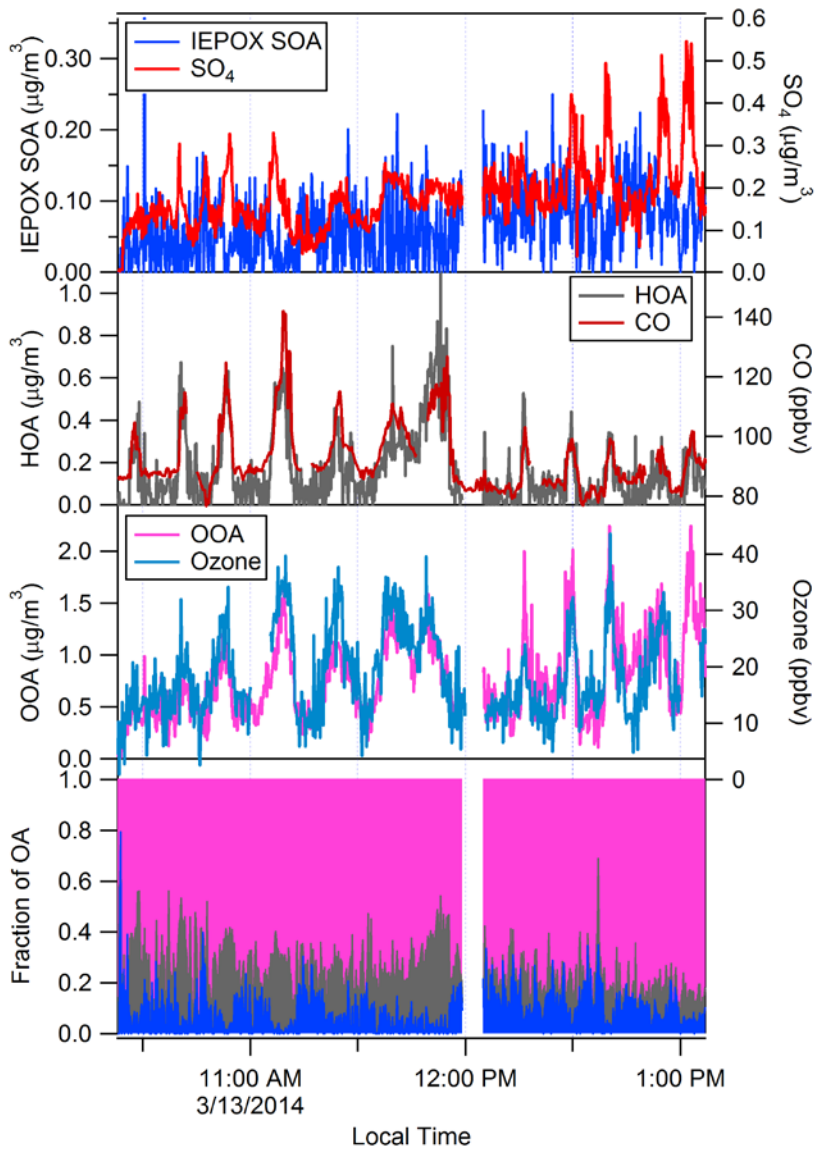 IEPOX SOA
SO4
IEPOX SOA (μg/m3)
0.30
0.20
0.10
0.00
SO4 (μg/m3)
0.6
0.5
0.4
0.3
0.2
0.1
0.0
HOA
CO
HOA (μg/m3)
1.0
0.8
0.6
0.4
0.2
0.0
CO (ppbv)
140
120
100
80
OOA
Ozone
OOA (μg/m3)
2.0
1.5
1.0
0.5
0.0
Ozone (ppbv)
40
30
20
10
0
Fraction of OA
1.0
0.8
0.6
0.4
0.2
0.0
11:00 AM 12:00 PM 1:00 PM
3/13/2014
Local Time